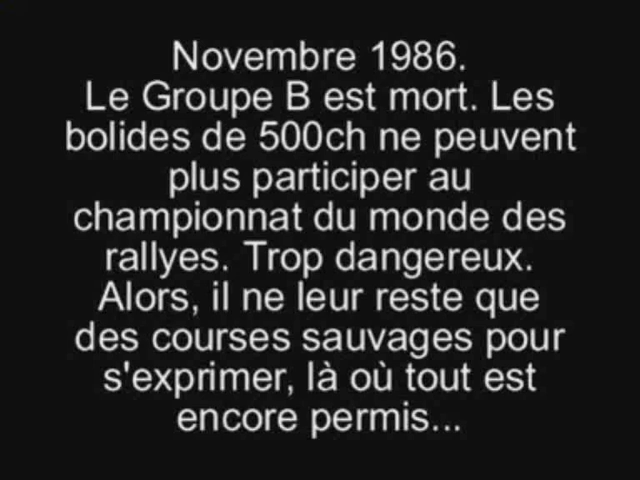 Novembre 1986.
Le Groupe B est mort. Les
bolides de 500ch ne peuvent
plus participer au
championnat du monde des
rallyes. Trop dangereux.
Alors, il ne leur reste que
des courses sauvages pour
s'exprimer, là où tout est
encore permis...